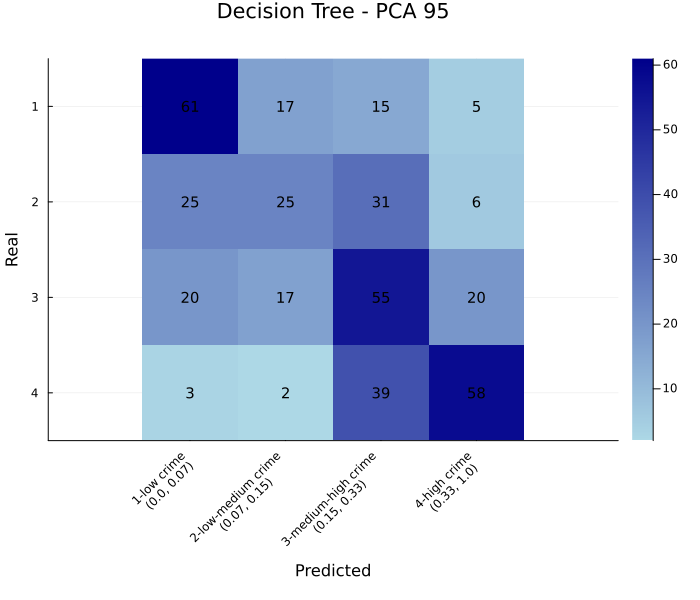 Decision Tree - PCA 95
Real
1
61 17 15 5
2
25 25 31 6
3
20 17 55 20
4
3 2 39 58
60
50
40
30
20
10
1-low crime
(0.0, 0.07)
2-low-medium crime
(0.07, 0.15)
3-medium-high crime
(0.15, 0.33)
4-high crime
(0.33, 1.0)
Predicted